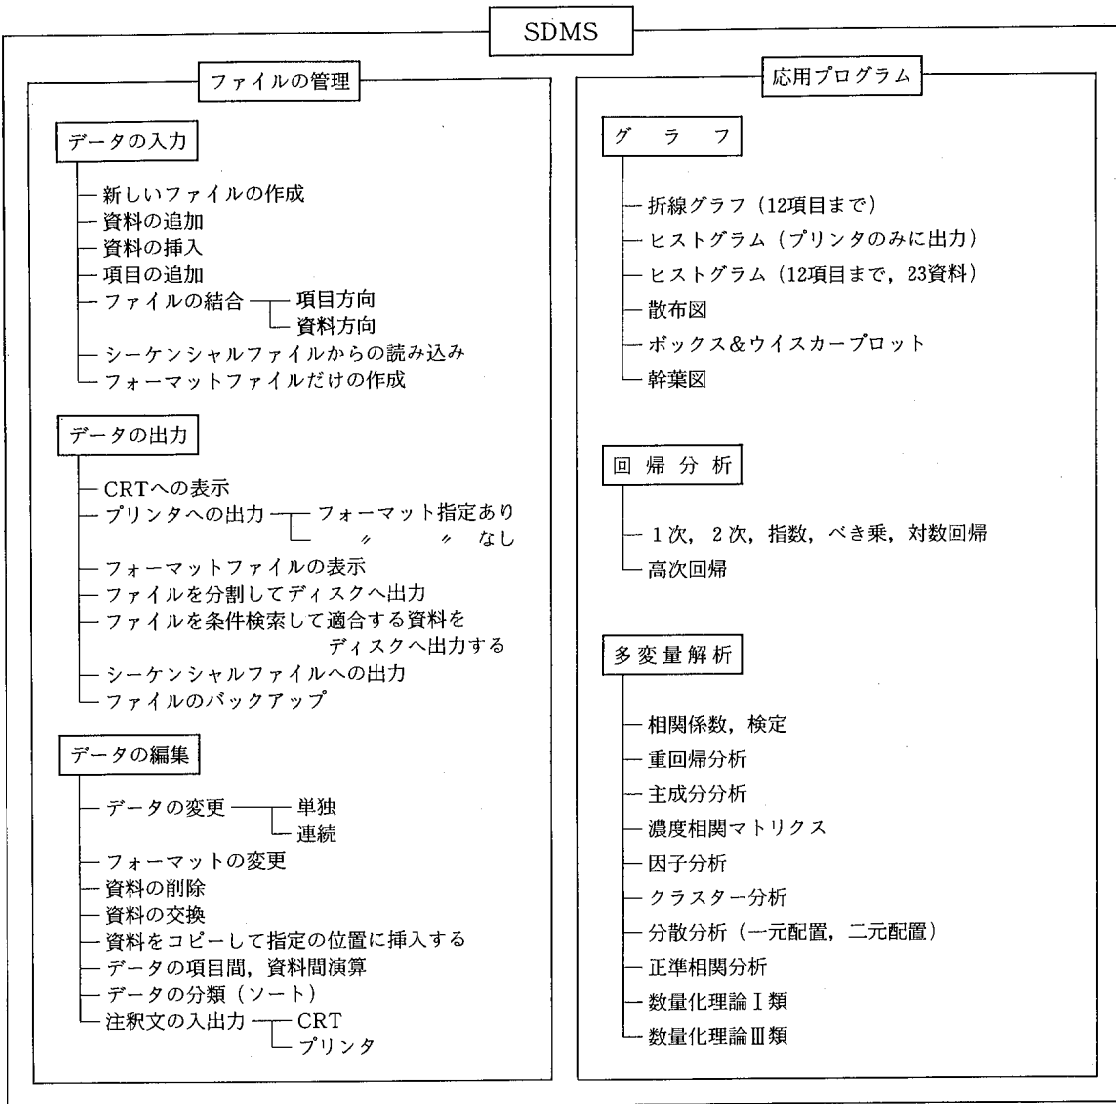 SDMS
ファイルの管理
データの入力
新しいファイルの作成
資料の追加
資料の挿入
項目の追加
ファイルの結合
項目方向
資料方向
シーケンシャルファイルからの読み込み
フォーマットファイルだけの作成
データの出力
CRTへの表示
プリンタへの出力
フォーマット指定あり
〃 〃 なし
フォーマットファイルの表示
ファイルを分割してディスクへ出力
ファイルを条件検索して適合する資料を
ディスクへ出力する
シーケンシャルファイルへの出力
ファイルのバックアップ
データの編集
データの変更
単独
連続
フォーマットの変更
資料の削除
資料の交換
資料をコピーして指定の位置に挿入する
データの項目間，資料間演算
データの分類（ソート）
注釈文の入出力
CRT
プリンタ
応用プログラム
グラフ
折線グラフ（12項目まで）
ヒストグラム（プリンタのみに出力）
ヒストグラム（12項目まで，23資料）
散布図
ボックス＆ウイスカープロット
幹葉図
回帰分析
1次，2次，指数，べき乗，対数回帰
高次回帰
多変量解析
相関係数，検定
重回帰分析
主成分分析
濃度相関マトリクス
因子分析
クラスター分析
分散分析（一元配置，二元配置）
正準相関分析
数量化理論Ⅰ類
数量化理論Ⅲ類